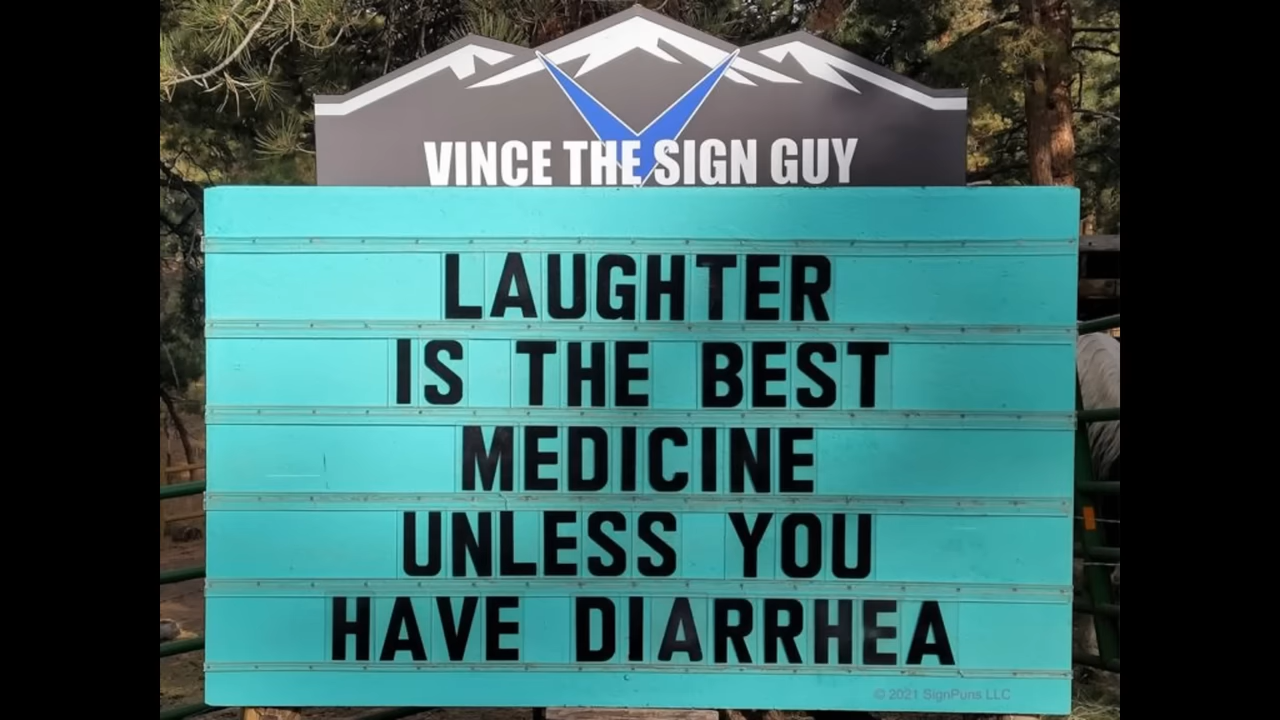 VINCE THE SIGN GUY
LAUGHTER
IS THE BEST
MEDICINE
UNLESS YOU
HAVE DIARRHEA
© 2021 SignPuns LLC